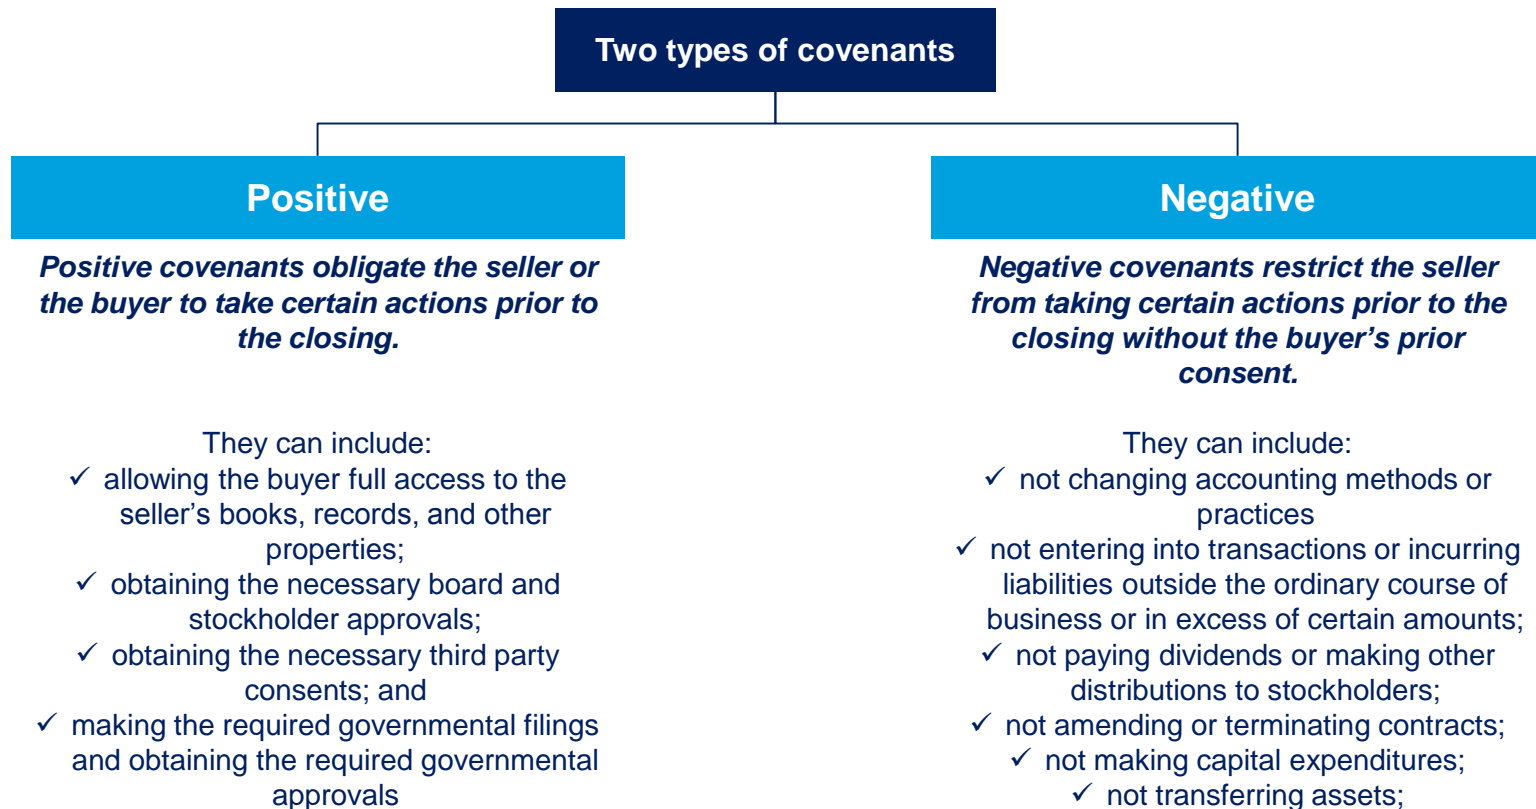 Two types of covenants
Positive
Positive covenants obligate the seller or
the buyer to take certain actions prior to
the closing.
They can include:
✓ allowing the buyer full access to the
seller’s books, records, and other
properties;
✓ obtaining the necessary board and
stockholder approvals;
✓ obtaining the necessary third party
consents; and
✓ making the required governmental filings
and obtaining the required governmental
approvals
Negative
Negative covenants restrict the seller
from taking certain actions prior to the
closing without the buyer’s prior
consent.
They can include:
✓ not changing accounting methods or
practices
✓ not entering into transactions or incurring
liabilities outside the ordinary course of
business or in excess of certain amounts;
✓ not paying dividends or making other
distributions to stockholders;
✓ not amending or terminating contracts;
✓ not making capital expenditures;
✓ not transferring assets;